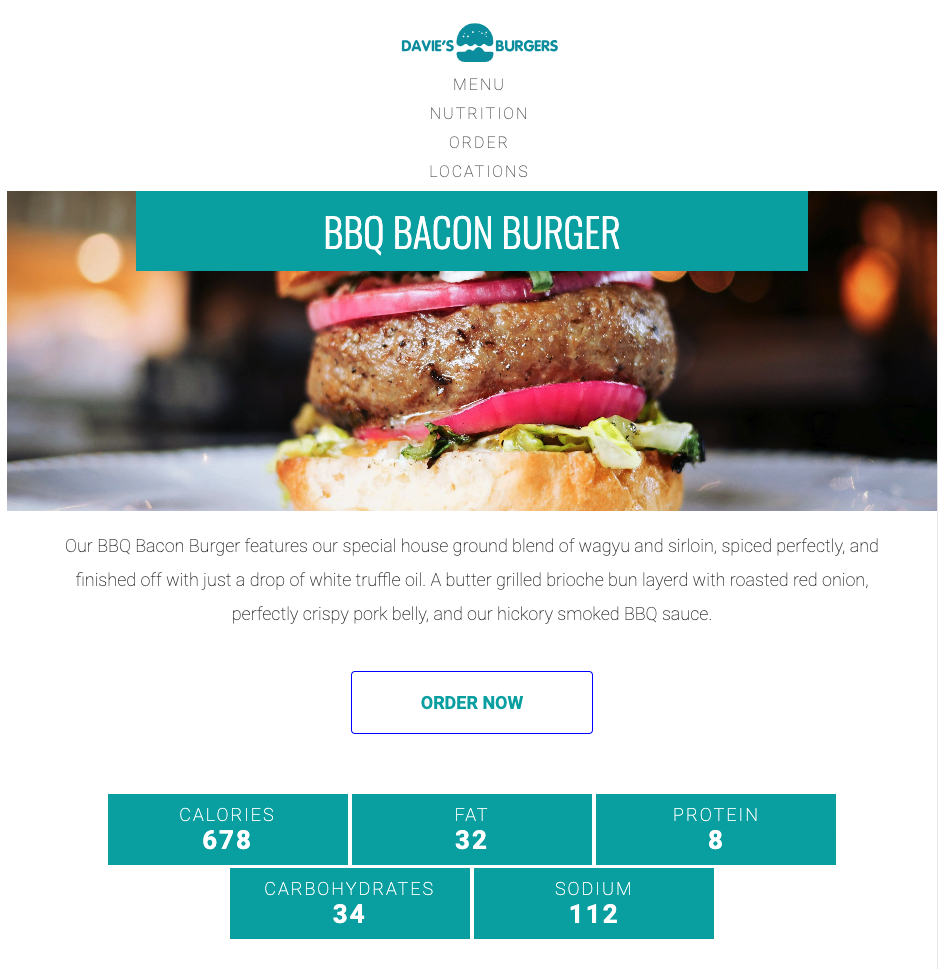 DAVIE'S BURGERS
MENU
NUTRITION
ORDER
LOCATIONS
BBQ BACON BURGER
Our BBQ Bacon Burger features our special house ground blend of wagyu and sirloin, spiced perfectly, and
finished off with just a drop of white truffle oil. A butter grilled brioche bun layerd with roasted red onion,
perfectly crispy pork belly, and our hickory smoked BBQ sauce.
ORDER NOW
CALORIES
678
FAT
32
PROTEIN
8
CARBOHYDRATES
34
SODIUM
112